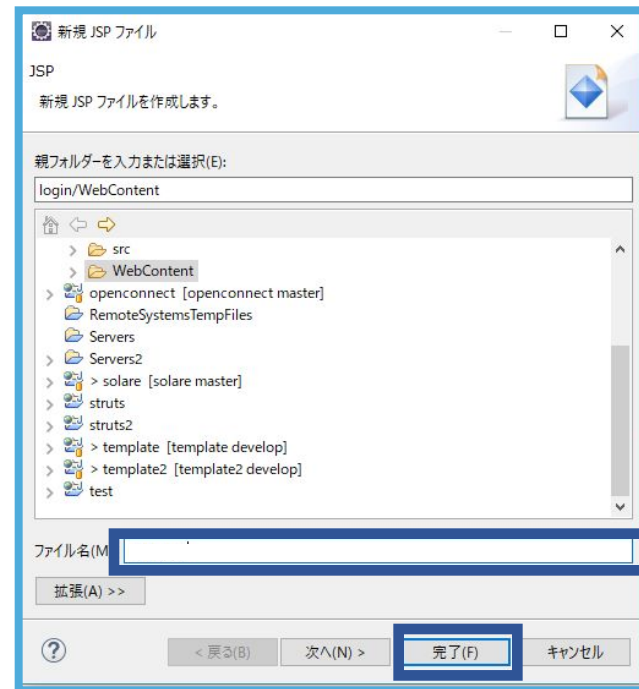 新規 JSP ファイル
JSP
新規 JSP ファイルを作成します。
親フォルダーを入力または選択(E):
login/WebContent
src
WebContent
openconnect [openconnect master]
RemoteSystemsTempFiles
Servers
Servers2
> solare [solare master]
struts
struts2
> template [template develop]
> template2 [template2 develop]
test
ファイル名(M
拡張(A) >>
< 戻る(B) 次へ(N) > 完了(F) キャンセル